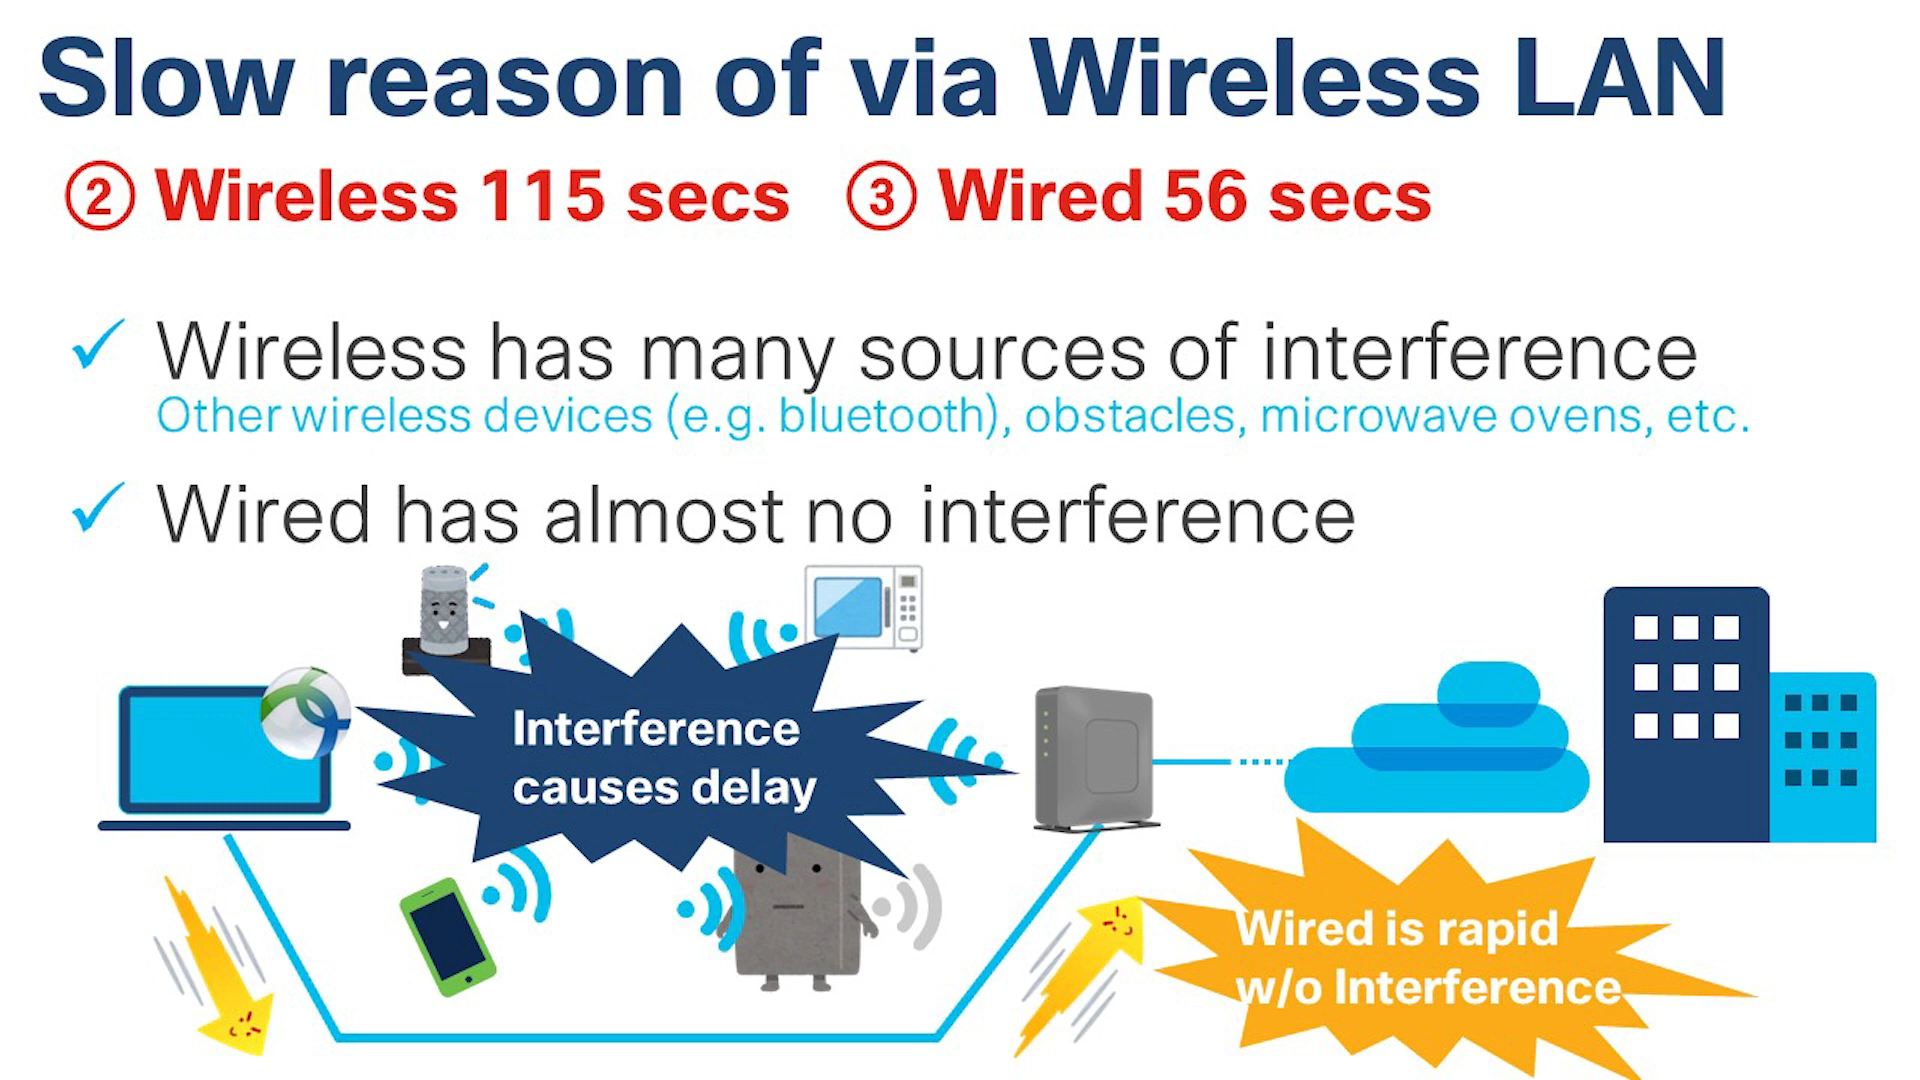 Slow reason of via Wireless LAN
② Wireless 115 secs ③ Wired 56 secs
✓ Wireless has many sources of interference
Other wireless devices (e.g. bluetooth), obstacles, microwave ovens, etc.
✓ Wired has almost no interference
Interference
causes delay
Wired is rapid
w/o Interference